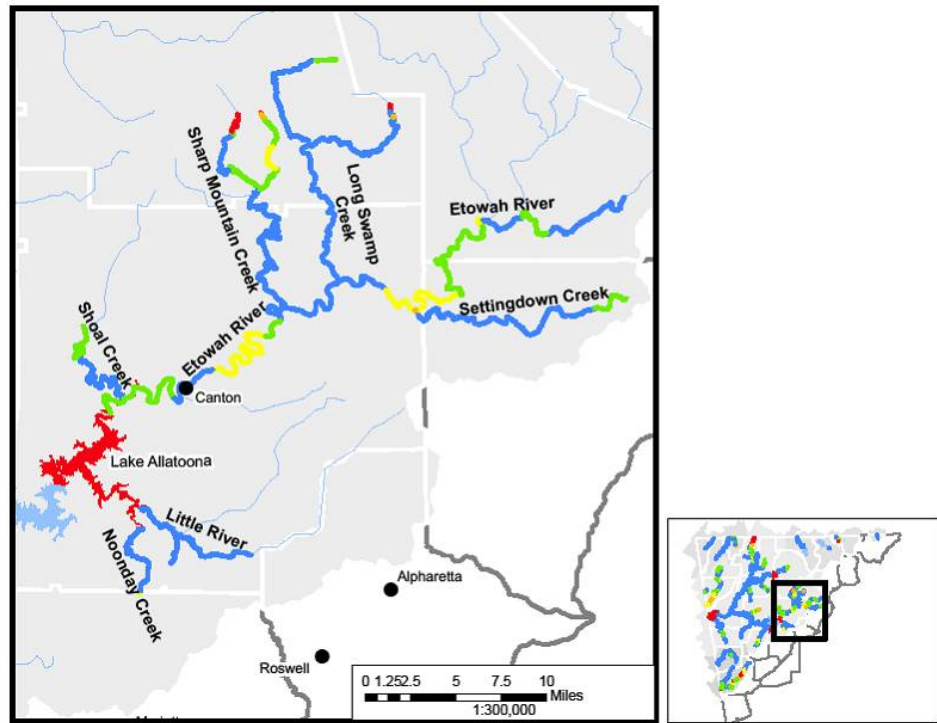 Sharp Mountain Creek
Long Swamp
Creek
Etowah River
Settingdown Creek
Etowah River
Shoal Creek
Canton
Lake Allatoona
Little River
Noonday Creek
Alpharetta
Roswell
0 1.252.5 5 7.5 10
Miles
1:300,000